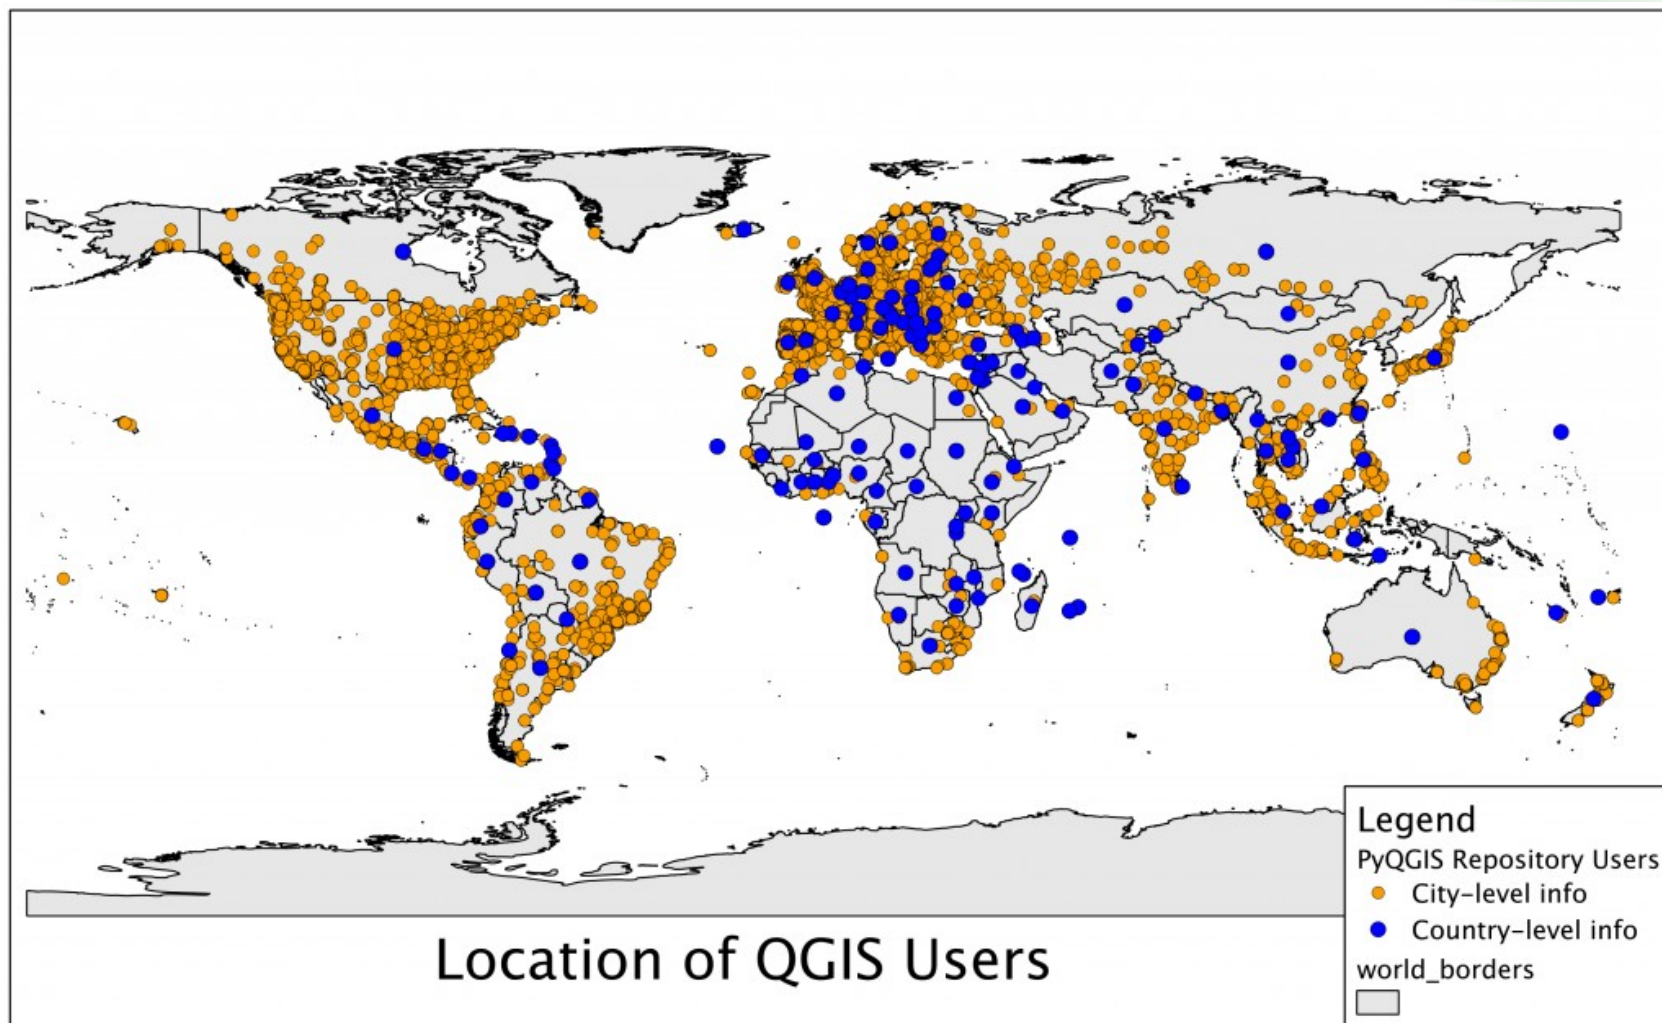 Legend
PyQGIS Repository Users
City-level info
Country-level info
world_borders
Location of QGIS Users